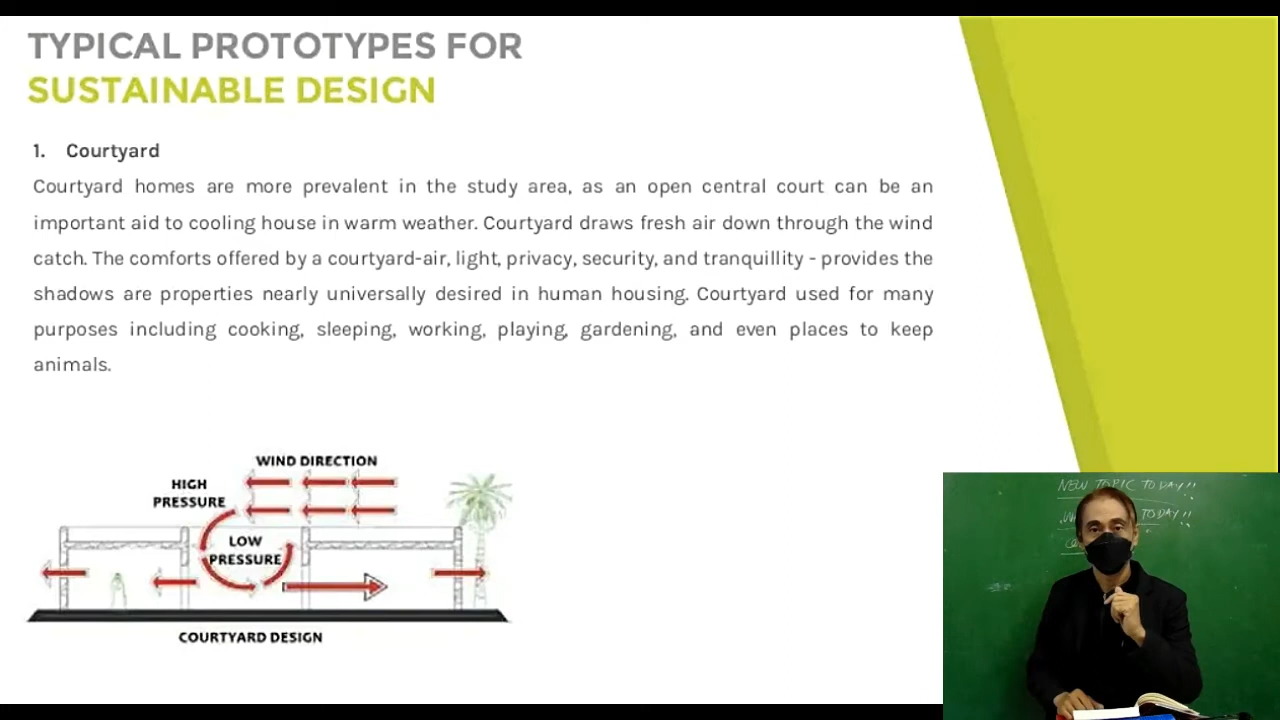 TYPICAL PROTOTYPES FOR
SUSTAINABLE DESIGN
1. Courtyard
Courtyard homes are more prevalent in the study area, as an open central court can be an
important aid to cooling house in warm weather. Courtyard draws fresh air down through the wind
catch. The comforts offered by a courtyard-air, light, privacy, security, and tranquillity - provides the
shadows are properties nearly universally desired in human housing. Courtyard used for many
purposes including cooking, sleeping, working, playing, gardening, and even places to keep
animals.
WIND DIRECTION
HIGH
PRESSURE
LOW
PRESSURE
COURTYARD DESIGN
NEW TOPIC TODAY!!
TODAY!!